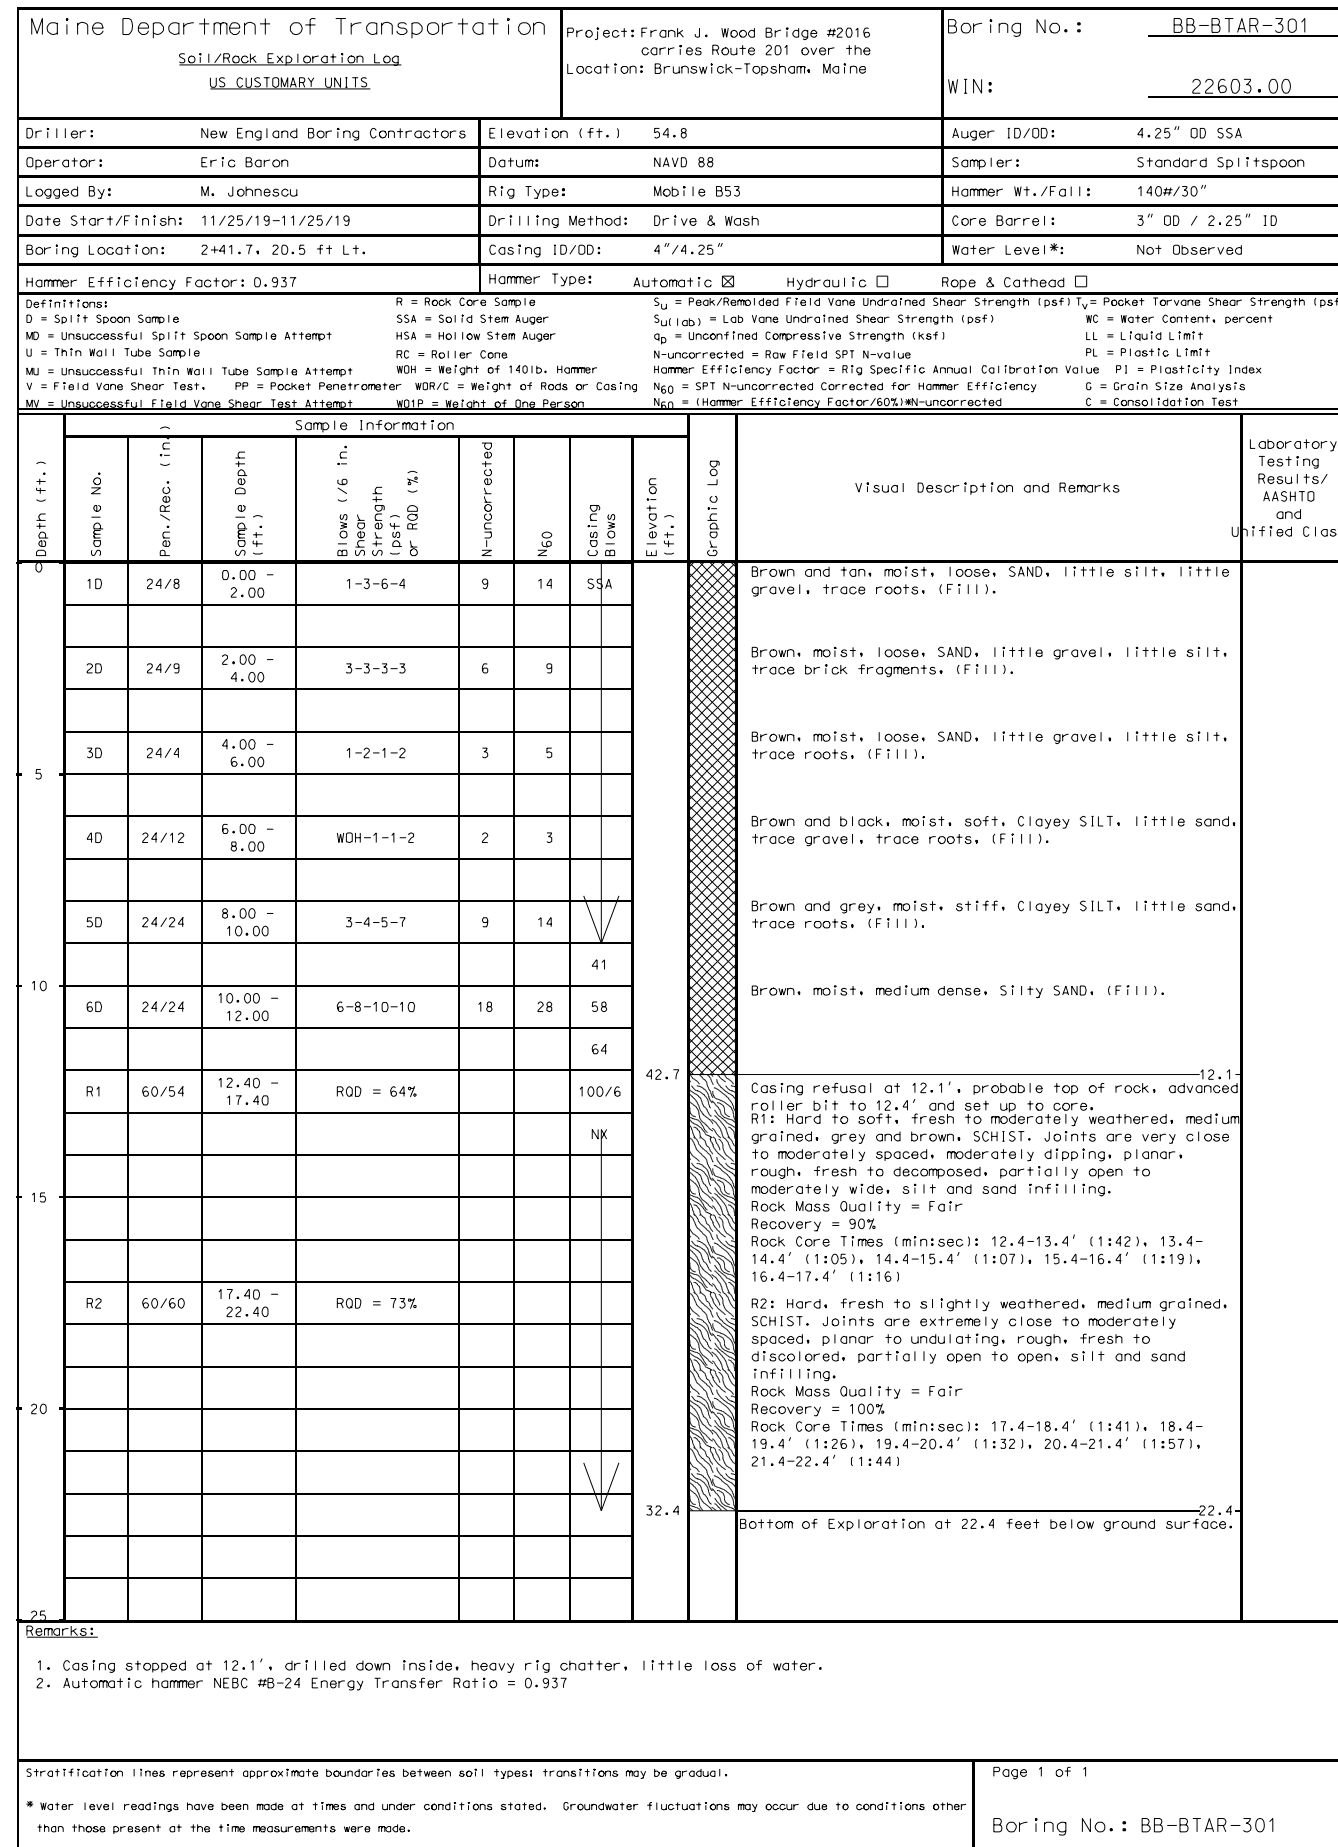 Maine Department of Transportation
Soil/Rock Exploration Log
US CUSTOMARY UNITS
Project: Frank J. Wood Bridge #2016
carries Route 201 over the
Location: Brunswick-Topsham, Maine
Boring No.: BB-BTAR-301
WIN: 22603.00
Driller: New England Boring Contractors Elevation (ft.) 54.8 Auger ID/OD: 4.25" OD SSA
Operator: Eric Baron Datum: NAVD 88 Sampler: Standard Splitspoon
Logged By: M. Johnescu Rig Type: Mobile B53 Hammer Wt./Fall: 140#/30"
Date Start/Finish: 11/25/19-11/25/19 Drilling Method: Drive & Wash Core Barrel: 3" OD / 2.25" ID
Boring Location: 2+41.7, 20.5 ft Lt. Casing ID/OD: 4"/4.25" Water Level*: Not Observed
Hammer Efficiency Factor: 0.937 Hammer Type: Automatic ☒ Hydraulic ☐ Rope & Cathead ☐
Definitions: R = Rock Core Sample Su = Peak/Remolded Field Vane Undrained Shear Strength (psf) Tv = Pocket Torvane Shear Strength (psf
D = Split Spoon Sample SSA = Solid Stem Auger Su(lab) = Lab Vane Undrained Shear Strength (psf) WC = Water Content, percent
MD = Unsuccessful Split Spoon Sample Attempt HSA = Hollow Stem Auger qp = Unconfined Compressive Strength (ksf) LL = Liquid Limit
U = Thin Wall Tube Sample RC = Roller Cone N-uncorrected = Raw Field SPT N-value PL = Plastic Limit
MU = Unsuccessful Thin Wall Tube Sample Attempt WOH = Weight of 140lb. Hammer Hammer Efficiency Factor = Rig Specific Annual Calibration Value PI = Plasticity Index
V = Field Vane Shear Test, PP = Pocket Penetrometer WOR/C = Weight of Rods or Casing N60 = SPT N-uncorrected Corrected for Hammer Efficiency G = Grain Size Analysis
MV = Unsuccessful Field Vane Shear Test Attempt WO1P = Weight of One Person N60 = (Hammer Efficiency Factor/60%)*N-uncorrected C = Consolidation Test
Sample Information
Depth (ft.)
Sample No.
Pen./Rec. (in.)
Sample Depth
(ft.)
Blows (/6 in.
Shear
Strength
(psf)
or RQD (%)
N-uncorrected
N60
Casing
Blows
Elevation
(ft.)
Graphic Log
Visual Description and Remarks
Laboratory
Testing
Results/
AASHTO
and
Unified Clas
0
1D 24/8 0.00 - 2.00 1-3-6-4 9 14 SSA
Brown and tan, moist, loose, SAND, little silt, little
gravel, trace roots, (Fill).
2D 24/9 2.00 - 4.00 3-3-3-3 6 9
Brown, moist, loose, SAND, little gravel, little silt,
trace brick fragments, (Fill).
3D 24/4 4.00 - 6.00 1-2-1-2 3 5
Brown, moist, loose, SAND, little gravel, little silt,
trace roots, (Fill).
5
4D 24/12 6.00 - 8.00 WOH-1-1-2 2 3
Brown and black, moist, soft, Clayey SILT, little sand,
trace gravel, trace roots, (Fill).
5D 24/24 8.00 - 10.00 3-4-5-7 9 14
Brown and grey, moist, stiff, Clayey SILT, little sand,
trace roots, (Fill).
41
10
6D 24/24 10.00 - 12.00 6-8-10-10 18 28 58
Brown, moist, medium dense, Silty SAND, (Fill).
64
42.7
12.1
R1 60/54 12.40 - 17.40 RQD = 64% 100/6
NX
Casing refusal at 12.1', probable top of rock, advanced
roller bit to 12.4' and set up to core.
R1: Hard to soft, fresh to moderately weathered, medium
grained, grey and brown, SCHIST. Joints are very close
to moderately spaced, moderately dipping, planar,
rough, fresh to decomposed, partially open to
moderately wide, silt and sand infilling.
Rock Mass Quality = Fair
Recovery = 90%
Rock Core Times (min:sec): 12.4-13.4' (1:42), 13.4-
14.4' (1:05), 14.4-15.4' (1:07), 15.4-16.4' (1:19),
16.4-17.4' (1:16)
15
R2 60/60 17.40 - 22.40 RQD = 73%
R2: Hard, fresh to slightly weathered, medium grained,
SCHIST. Joints are extremely close to moderately
spaced, planar to undulating, rough, fresh to
discolored, partially open to open, silt and sand
infilling.
Rock Mass Quality = Fair
Recovery = 100%
Rock Core Times (min:sec): 17.4-18.4' (1:41), 18.4-
19.4' (1:26), 19.4-20.4' (1:32), 20.4-21.4' (1:57),
21.4-22.4' (1:44)
20
32.4
22.4
Bottom of Exploration at 22.4 feet below ground surface.
25
Remarks:
1. Casing stopped at 12.1', drilled down inside, heavy rig chatter, little loss of water.
2. Automatic hammer NEBC #B-24 Energy Transfer Ratio = 0.937
Stratification lines represent approximate boundaries between soil types; transitions may be gradual.
* Water level readings have been made at times and under conditions stated. Groundwater fluctuations may occur due to conditions other
than those present at the time measurements were made.
Page 1 of 1
Boring No.: BB-BTAR-301